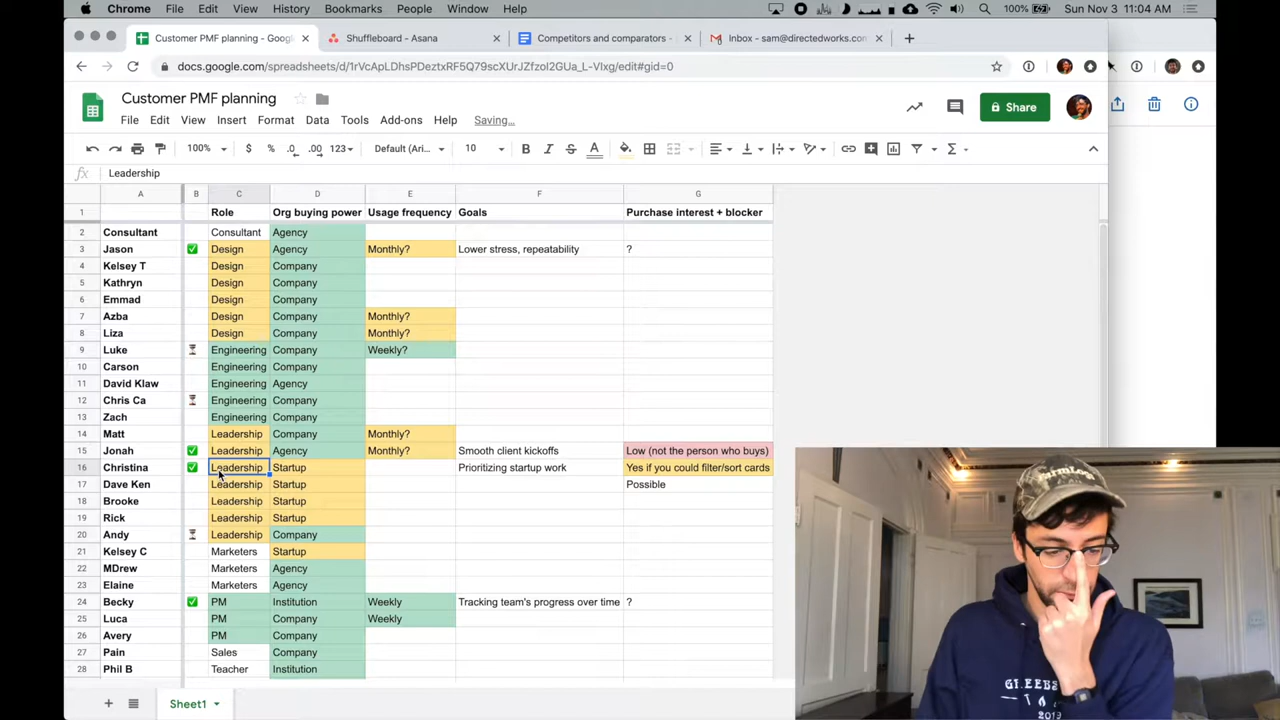 Chrome File Edit View History Bookmarks People Window Help 100% Sun Nov 3 11:04 AM
Customer PMF planning - Googl Shuffleboard - Asana Competitors and comparators - Inbox - sam@directedworks.com
docs.google.com/spreadsheets/d/
Customer PMF planning
File Edit View Insert Format Data Tools Add-ons Help Saving...
Share
100% $ % .0 .00 123 Default (Ari... 10 B I S A
fx Leadership
A B C D E F G
1 Role Org buying power Usage frequency Goals Purchase interest + blocker
2 Consultant Consultant Agency
3 Jason ✅ Design Agency Monthly? Lower stress, repeatability ?
4 Kelsey T Design Company
5 Kathryn Design Company
6 Emmad Design Company
7 Azba Design Company Monthly?
8 Liza Design Company Monthly?
9 Luke Engineering Company Weekly?
10 Carson Engineering Company
11 David Klaw Engineering Agency
12 Chris Ca Engineering Company
13 Zach Engineering Company
14 Matt Leadership Company Monthly?
15 Jonah ✅ Leadership Agency Monthly? Smooth client kickoffs Low (not the person who buys)
16 Christina ✅ Leadership Startup Prioritizing startup work Yes if you could filter/sort cards
17 Dave Ken Leadership Startup Possible
18 Brooke Leadership Startup
19 Rick Leadership Startup
20 Andy Leadership Company
21 Kelsey C Marketers Startup
22 MDrew Marketers Agency
23 Elaine Marketers Agency
24 Becky ✅ PM Institution Weekly Tracking team's progress over time ?
25 Luca PM Company Weekly
26 Avery PM Company
27 Pain Sales Company
28 Phil B Teacher Institution
Sheet1